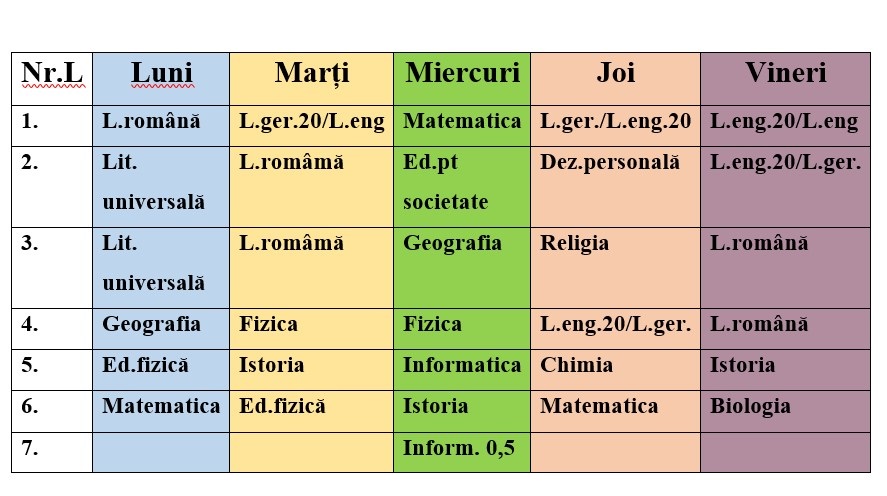 Nr.L Luni Marți Miercuri Joi Vineri
1. L.română L.ger.20/L.eng Matematica L.ger./L.eng.20 L.eng.20/L.eng
2. Lit. L.româmă Ed.pt Dez.personală L.eng.20/L.ger.
universală societate
3. Lit. L.româmă Geografia Religia L.română
universală
4. Geografia Fizica Fizica L.eng.20/L.ger. L.română
5. Ed.fizică Istoria Informatica Chimia Istoria
6. Matematica Ed.fizică Istoria Matematica Biologia
7. Inform. 0,5